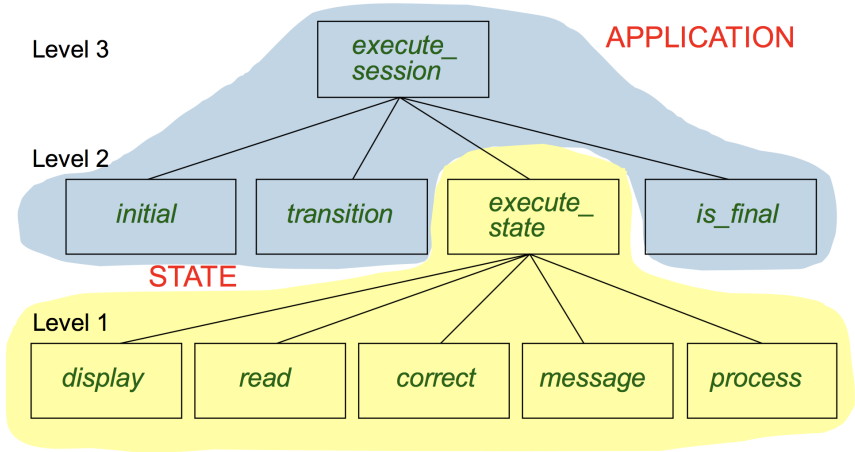 Level 3
execute_
session
APPLICATION
Level 2
initial
transition
execute_
state
is_final
STATE
Level 1
display
read
correct
message
process